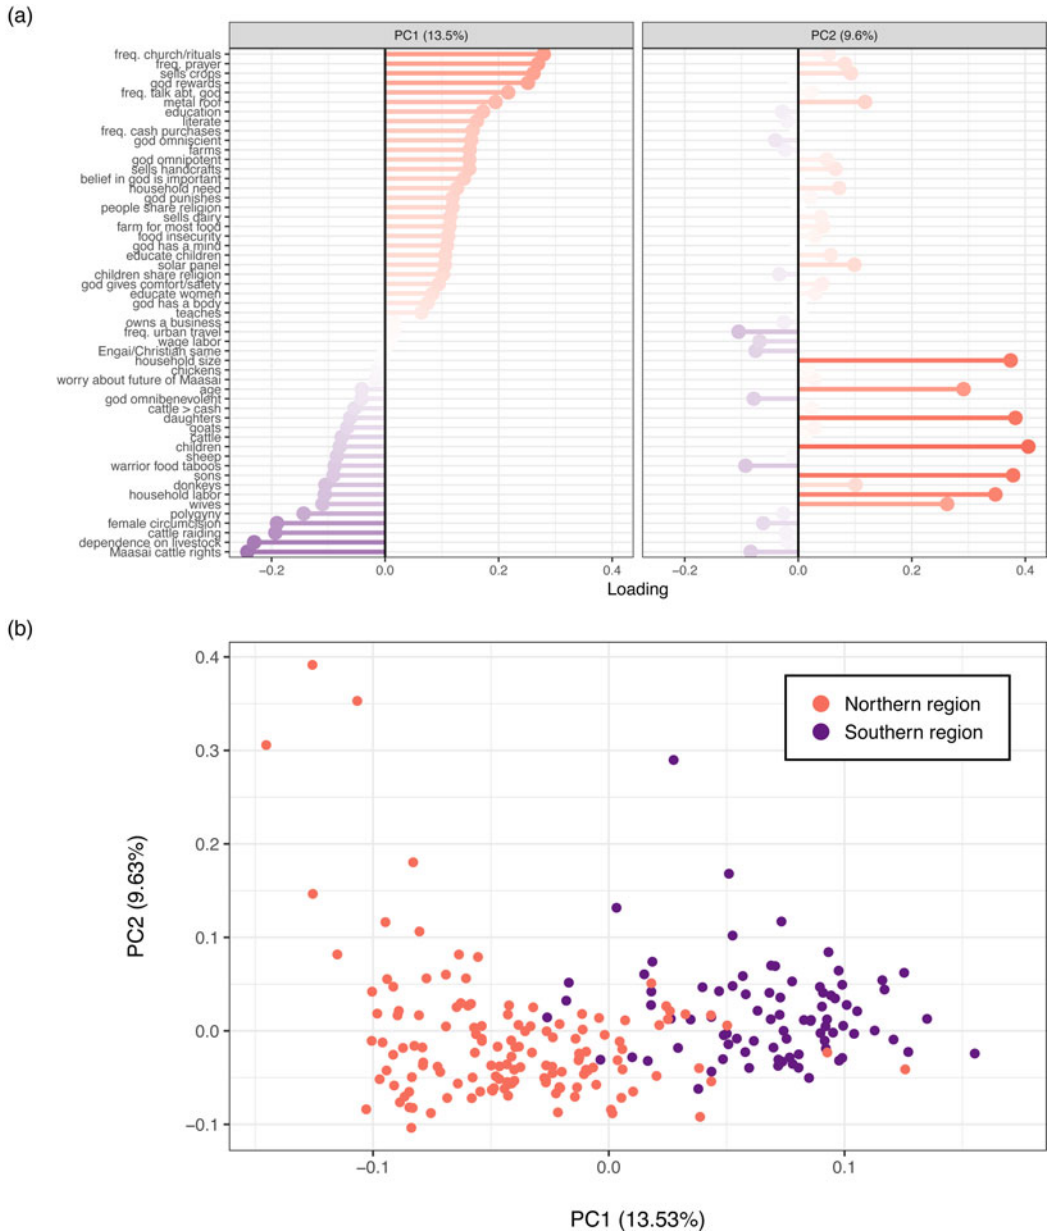 (a)
PC1 (13.5%)
PC2 (9.6%)
freq. church/rituals
freq. prayer
sells crops
god rewards
freq. talk abt. god
metal roof
education
literate
freq. cash purchases
god omniscient
farms
god omnipotent
sells handcrafts
belief in god is important
household need
god punishes
people share religion
sells dairy
farm for most food
food insecurity
god has a mind
educate children
solar panel
children share religion
god gives comfort/safety
educate women
god has a body
teaches
owns a business
freq. urban travel
wage labor
Engai/Christian same
household size
chickens
worry about future of Maasai
age
god omnibenevolent
cattle > cash
daughters
goats
cattle
children
sheep
warrior food taboos
sons
donkeys
household labor
wives
polygyny
female circumcision
cattle raiding
dependence on livestock
Maasai cattle rights
−0.2 0.0 0.2 0.4
−0.2 0.0 0.2 0.4
Loading
(b)
0.4
0.3
0.2
0.1
0.0
−0.1
PC2 (9.63%)
Northern region
Southern region
−0.1 0.0 0.1
PC1 (13.53%)